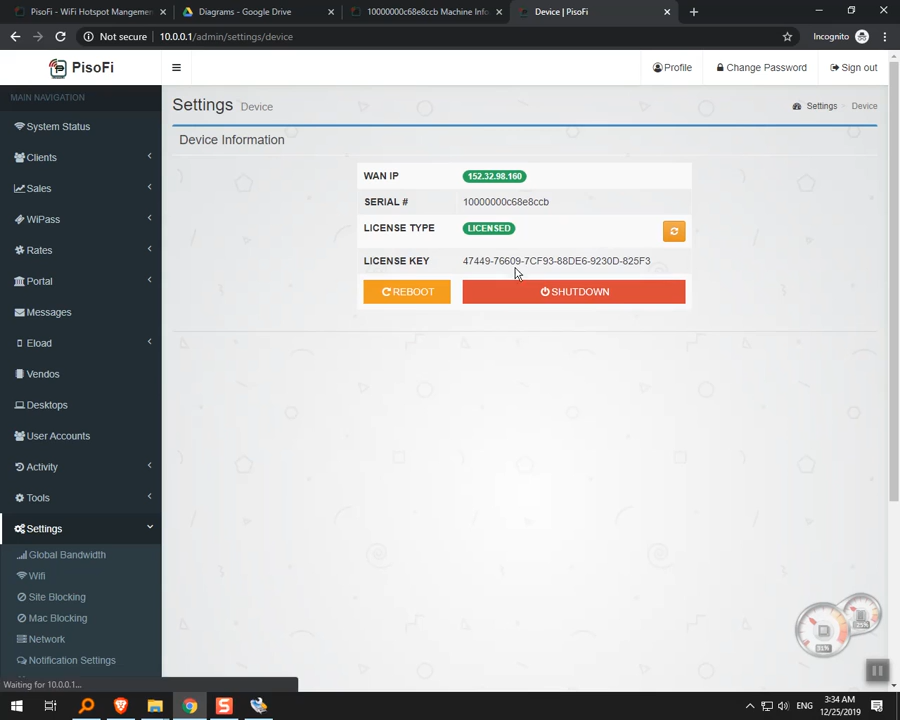 PisoFi - WiFi Hotspot Mangemen
Diagrams - Google Drive
10000000c68e8ccb Machine Info
Device | PisoFi
Not secure
10.0.0.1/admin/settings/device
Incognito
PisoFi
Profile
Change Password
Sign out
MAIN NAVIGATION
Settings Device
Settings
Device
System Status
Device Information
Clients
WAN IP 152.32.98.160
Sales
SERIAL # 10000000c68e8ccb
WiPass
LICENSE TYPE LICENSED
Rates
LICENSE KEY 47449-76609-7CF93-88DE6-9230D-825F3
Portal
REBOOT SHUTDOWN
Messages
Eload
Vendos
Desktops
User Accounts
Activity
Tools
Settings
Global Bandwidth
Wifi
Site Blocking
Mac Blocking
Network
Notification Settings
31%
25%
Waiting for 10.0.0.1...
ENG
3:34 AM
12/25/2019